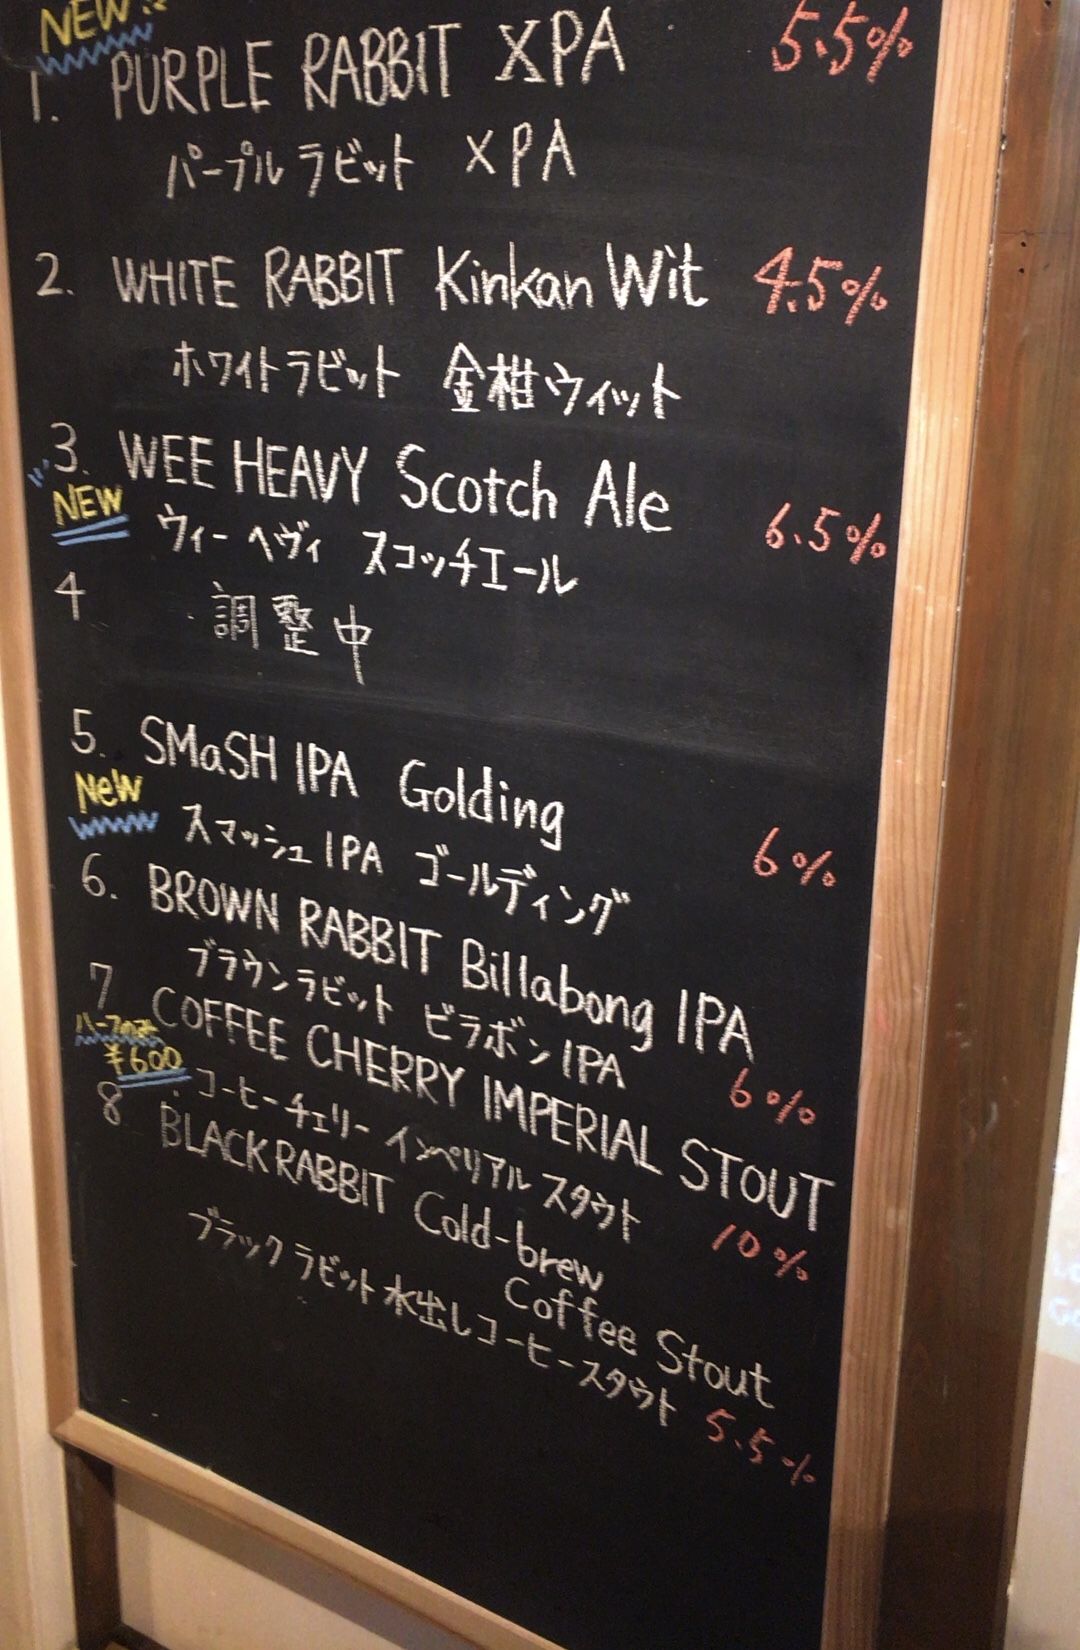 NEW!!
1. PURPLE RABBIT XPA 5.5%
パープルラビット XPA
2. WHITE RABBIT Kinkan Wit 4.5%
ホワイトラビット 金柑ウィット
3. WEE HEAVY Scotch Ale
NEW
ウィーヘヴィ スコッチエール 6.5%
4 調整中
5. SMaSH IPA Golding
New
スマッシュIPA ゴールディング 6%
6. BROWN RABBIT Billabong IPA
ブラウンラビット ビラボンIPA 6%
7 COFFEE CHERRY IMPERIAL STOUT
ハーフのみ
¥600
コーヒーチェリー インペリアル スタウト 10%
8 BLACK RABBIT Cold-brew
Coffee Stout
ブラックラビット水出しコーヒースタウト 5.5%